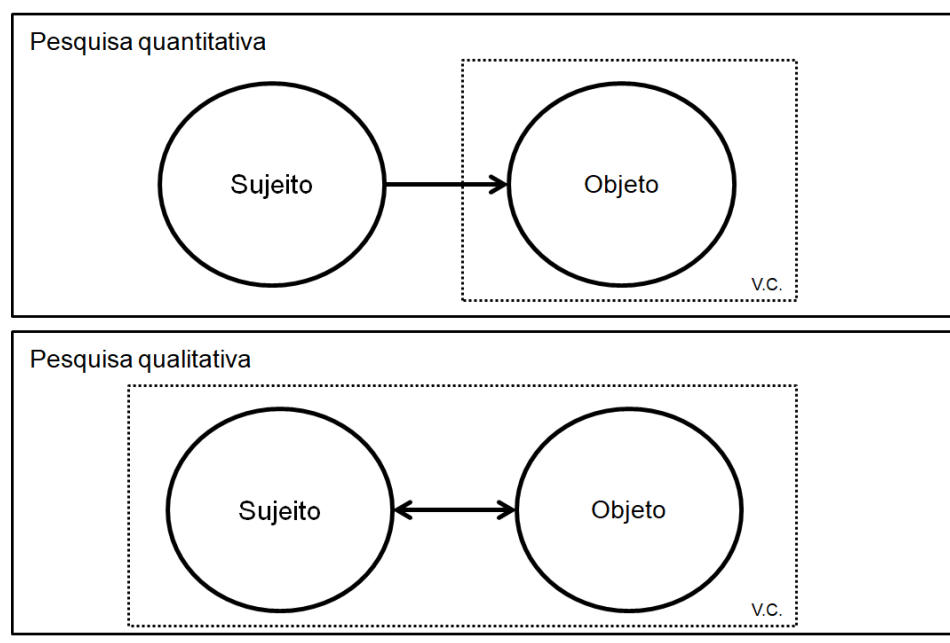 Pesquisa quantitativa
Sujeito
Objeto
V.C.
Pesquisa qualitativa
Sujeito
Objeto
V.C.